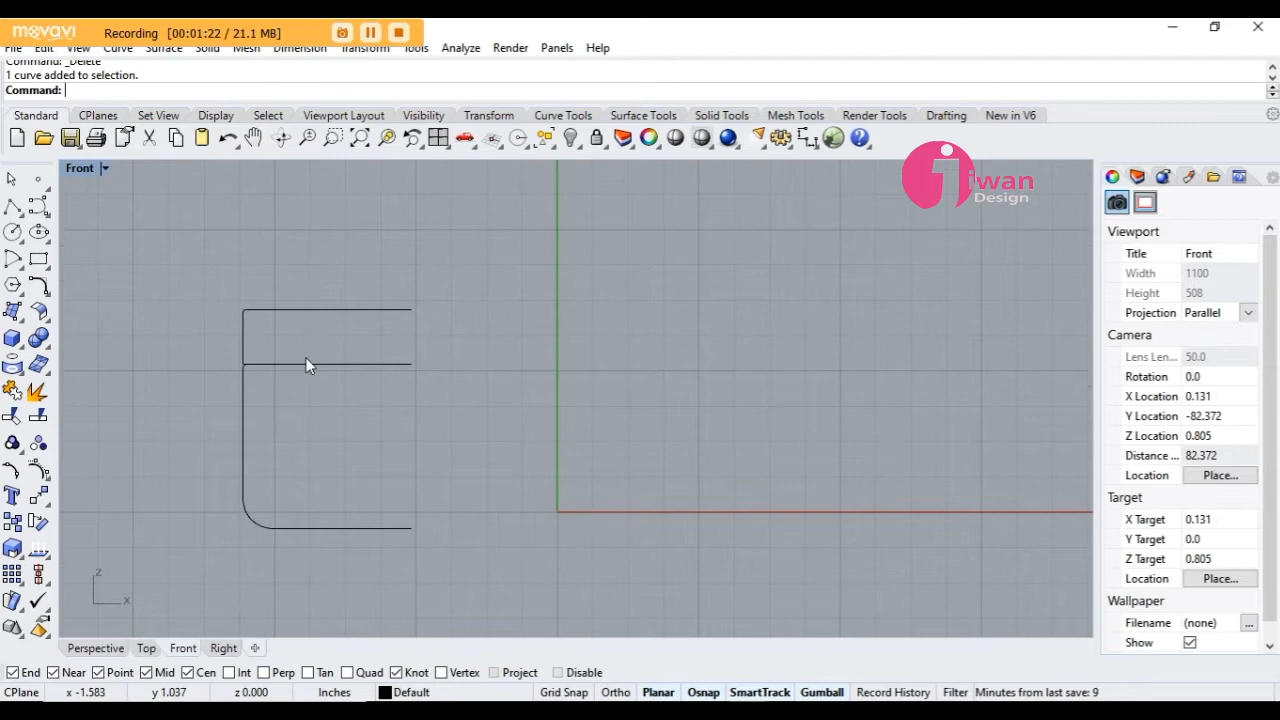 movavi Recording [00:01:22 / 21.1 MB]
File Edit View Curve Surface Solid Mesh Dimension Transform Tools Analyze Render Panels Help
Command: _Delete
1 curve added to selection.
Command:
Standard CPlanes Set View Display Select Viewport Layout Visibility Transform Curve Tools Surface Tools Solid Tools Mesh Tools Render Tools Drafting New in V6
Front
iwan
Design
Viewport
Title Front
Width 1100
Height 508
Projection Parallel
Camera
Lens Len... 50.0
Rotation 0.0
X Location 0.131
Y Location -82.372
Z Location 0.805
Distance ... 82.372
Location Place...
Target
X Target 0.131
Y Target 0.0
Z Target 0.805
Location Place...
Wallpaper
Filename (none) ...
Show
z
x
Perspective Top Front Right
End Near Point Mid Cen Int Perp Tan Quad Knot Vertex Project Disable
CPlane x -1.583 y 1.037 z 0.000 Inches Default Grid Snap Ortho Planar Osnap SmartTrack Gumball Record History Filter Minutes from last save: 9